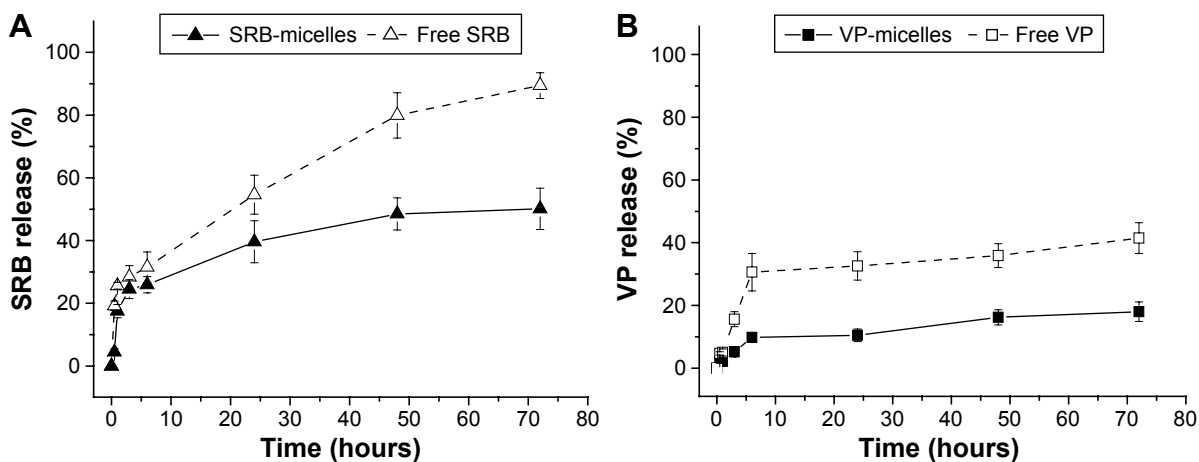 A
SRB-micelles
Free SRB
100
80
60
40
20
0
SRB release (%)
0 10 20 30 40 50 60 70 80
Time (hours)
B
VP-micelles
Free VP
100
80
60
40
20
0
VP release (%)
0 10 20 30 40 50 60 70 80
Time (hours)